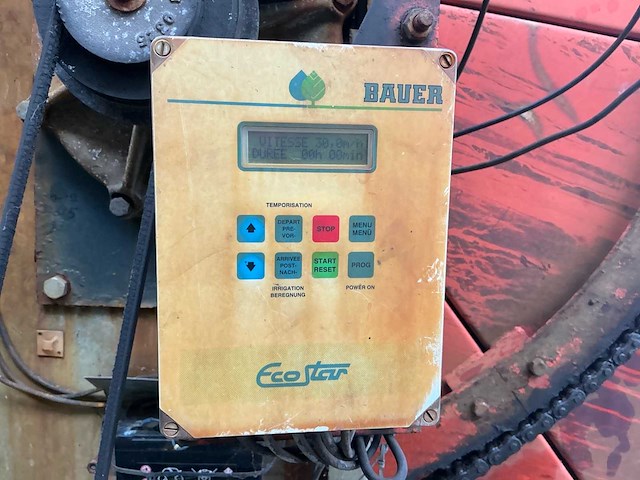 BAUER
VITESSE 30.0m/h
DUREE 00h 00min
TEMPORISATION
DEPART
PRE-
VOR-
STOP
MENU
MENÜ
ARRIVEE
POST-
NACH-
START
RESET
PROG
IRRIGATION
BEREGNUNG
POWER ON
EcoStar